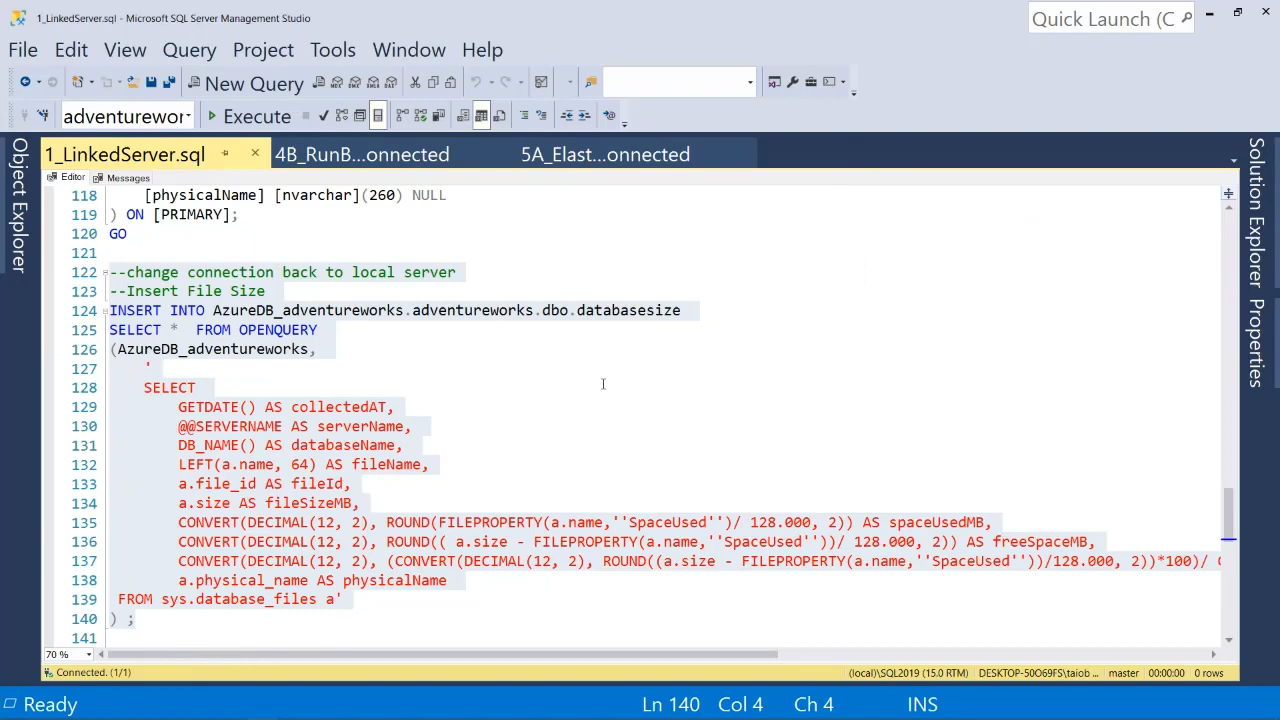 1_LinkedServer.sql - Microsoft SQL Server Management Studio
Quick Launch (C
File Edit View Query Project Tools Window Help
New Query
adventurewor
Execute
1_LinkedServer.sql
4B_RunB...onnected
5A_Elast...onnected
Object Explorer
Solution Explorer
Properties
Editor Messages
118 [physicalName] [nvarchar](260) NULL
119 ) ON [PRIMARY];
120 GO
121
122 --change connection back to local server
123 --Insert File Size
124 INSERT INTO AzureDB_adventureworks.adventureworks.dbo.databasesize
125 SELECT * FROM OPENQUERY
126 (AzureDB_adventureworks,
127 '
128 SELECT
129 GETDATE() AS collectedAT,
130 @@SERVERNAME AS serverName,
131 DB_NAME() AS databaseName,
132 LEFT(a.name, 64) AS fileName,
133 a.file_id AS fileId,
134 a.size AS fileSizeMB,
135 CONVERT(DECIMAL(12, 2), ROUND(FILEPROPERTY(a.name,''SpaceUsed'')/ 128.000, 2)) AS spaceUsedMB,
136 CONVERT(DECIMAL(12, 2), ROUND(( a.size - FILEPROPERTY(a.name,''SpaceUsed''))/ 128.000, 2)) AS freeSpaceMB,
137 CONVERT(DECIMAL(12, 2), (CONVERT(DECIMAL(12, 2), ROUND((a.size - FILEPROPERTY(a.name,''SpaceUsed''))/128.000, 2))*100)/
138 a.physical_name AS physicalName
139 FROM sys.database_files a'
140 ) ;
141
70 %
Connected. (1/1)
(local)\SQL2019 (15.0 RTM)
DESKTOP-50O69FS\taiob ...
master
00:00:00
0 rows
Ready
Ln 140
Col 4
Ch 4
INS